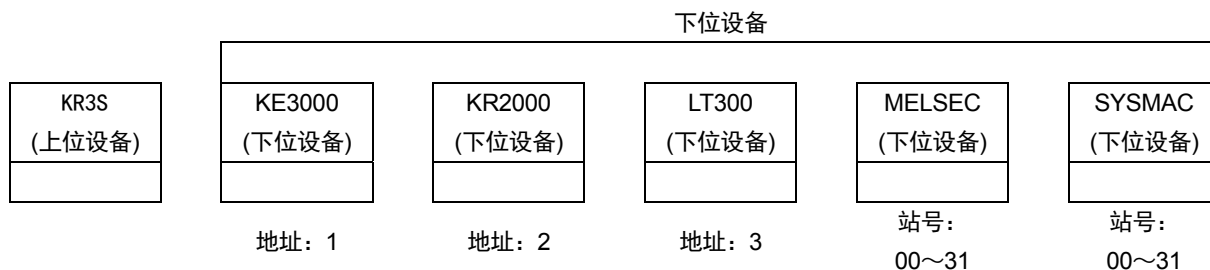 下位设备
KR3S
(上位设备)
KE3000
(下位设备)
KR2000
(下位设备)
LT300
(下位设备)
MELSEC
(下位设备)
SYSMAC
(下位设备)
地址：1
地址：2
地址：3
站号：
00～31
站号：
00～31